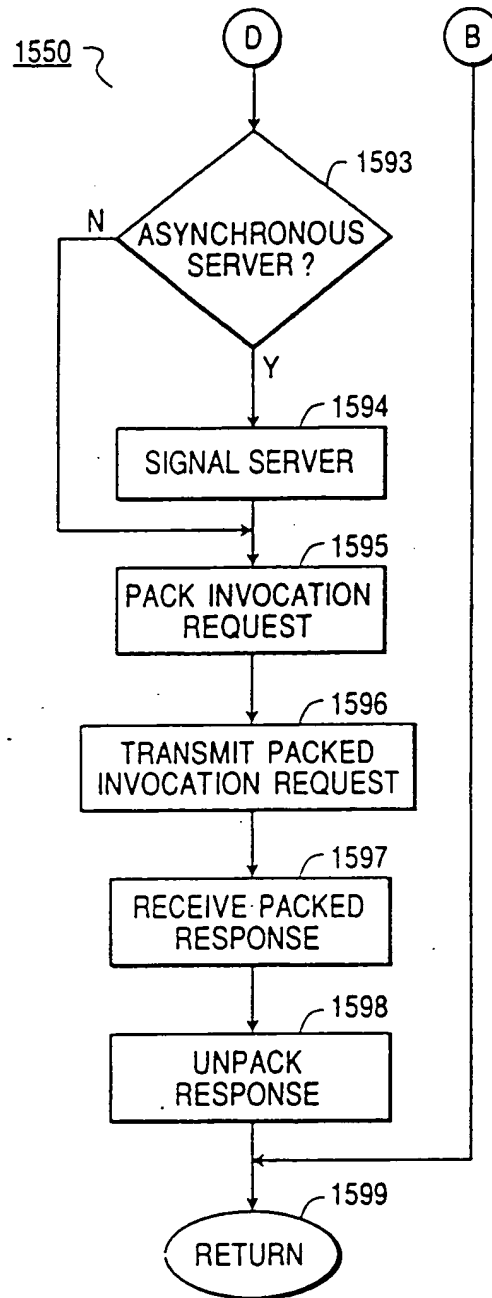 D
B
1550
1593
ASYNCHRONOUS
SERVER?
N
Y
1594
SIGNAL SERVER
1595
PACK INVOCATION
REQUEST
1596
TRANSMIT PACKED
INVOCATION REQUEST
1597
RECEIVE PACKED
RESPONSE
1598
UNPACK
RESPONSE
1599
RETURN